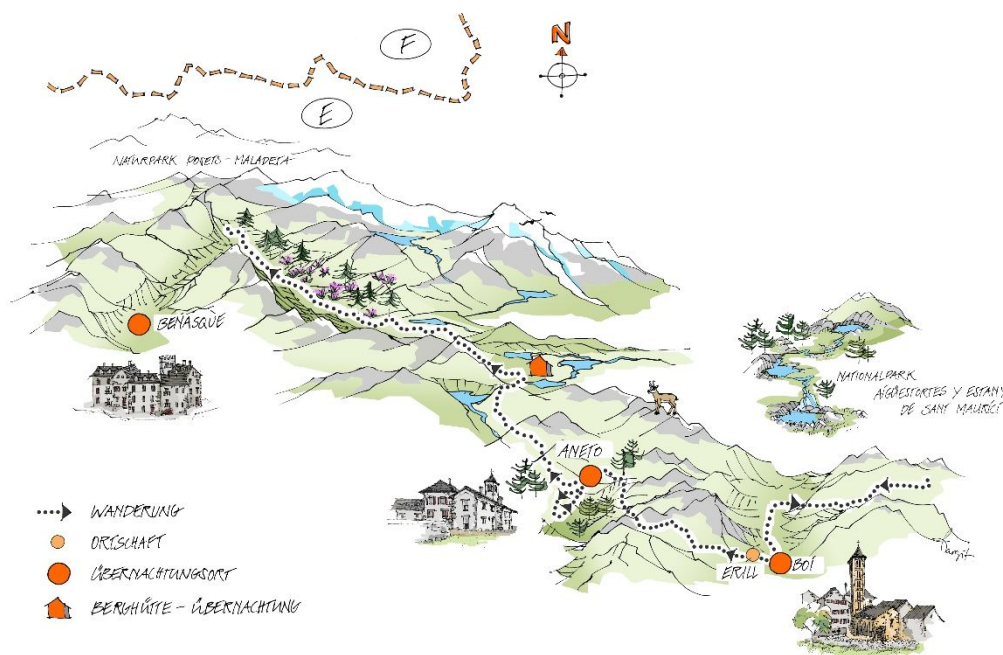 F
N
E
NATURPARK POSETS - MALADETA
BENASQUE
NATIONALPARK
AIGÜESTORTES Y ESTANY
DE SANT MAURICI
ANETO
WANDERUNG
ORTSCHAFT
ERILL
BOÍ
ÜBERNACHTUNGSORT
BERGHÜTTE - ÜBERNACHTUNG